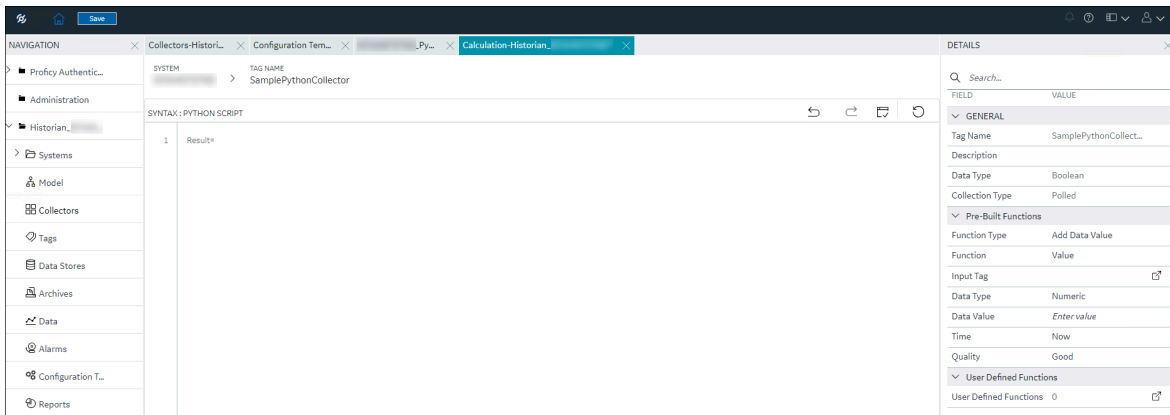 Save
NAVIGATION
Collectors-Histori...
Configuration Tem...
_Py...
Calculation-Historian_
DETAILS
Proficy Authentic...
Administration
Historian_
Systems
Model
Collectors
Tags
Data Stores
Archives
Data
Alarms
Configuration T...
Reports
SYSTEM
TAG NAME
SamplePythonCollector
SYNTAX : PYTHON SCRIPT
1 Result=
Search...
FIELD VALUE
GENERAL
Tag Name SamplePythonCollect...
Description
Data Type Boolean
Collection Type Polled
Pre-Built Functions
Function Type Add Data Value
Function Value
Input Tag
Data Type Numeric
Data Value Enter value
Time Now
Quality Good
User Defined Functions
User Defined Functions 0